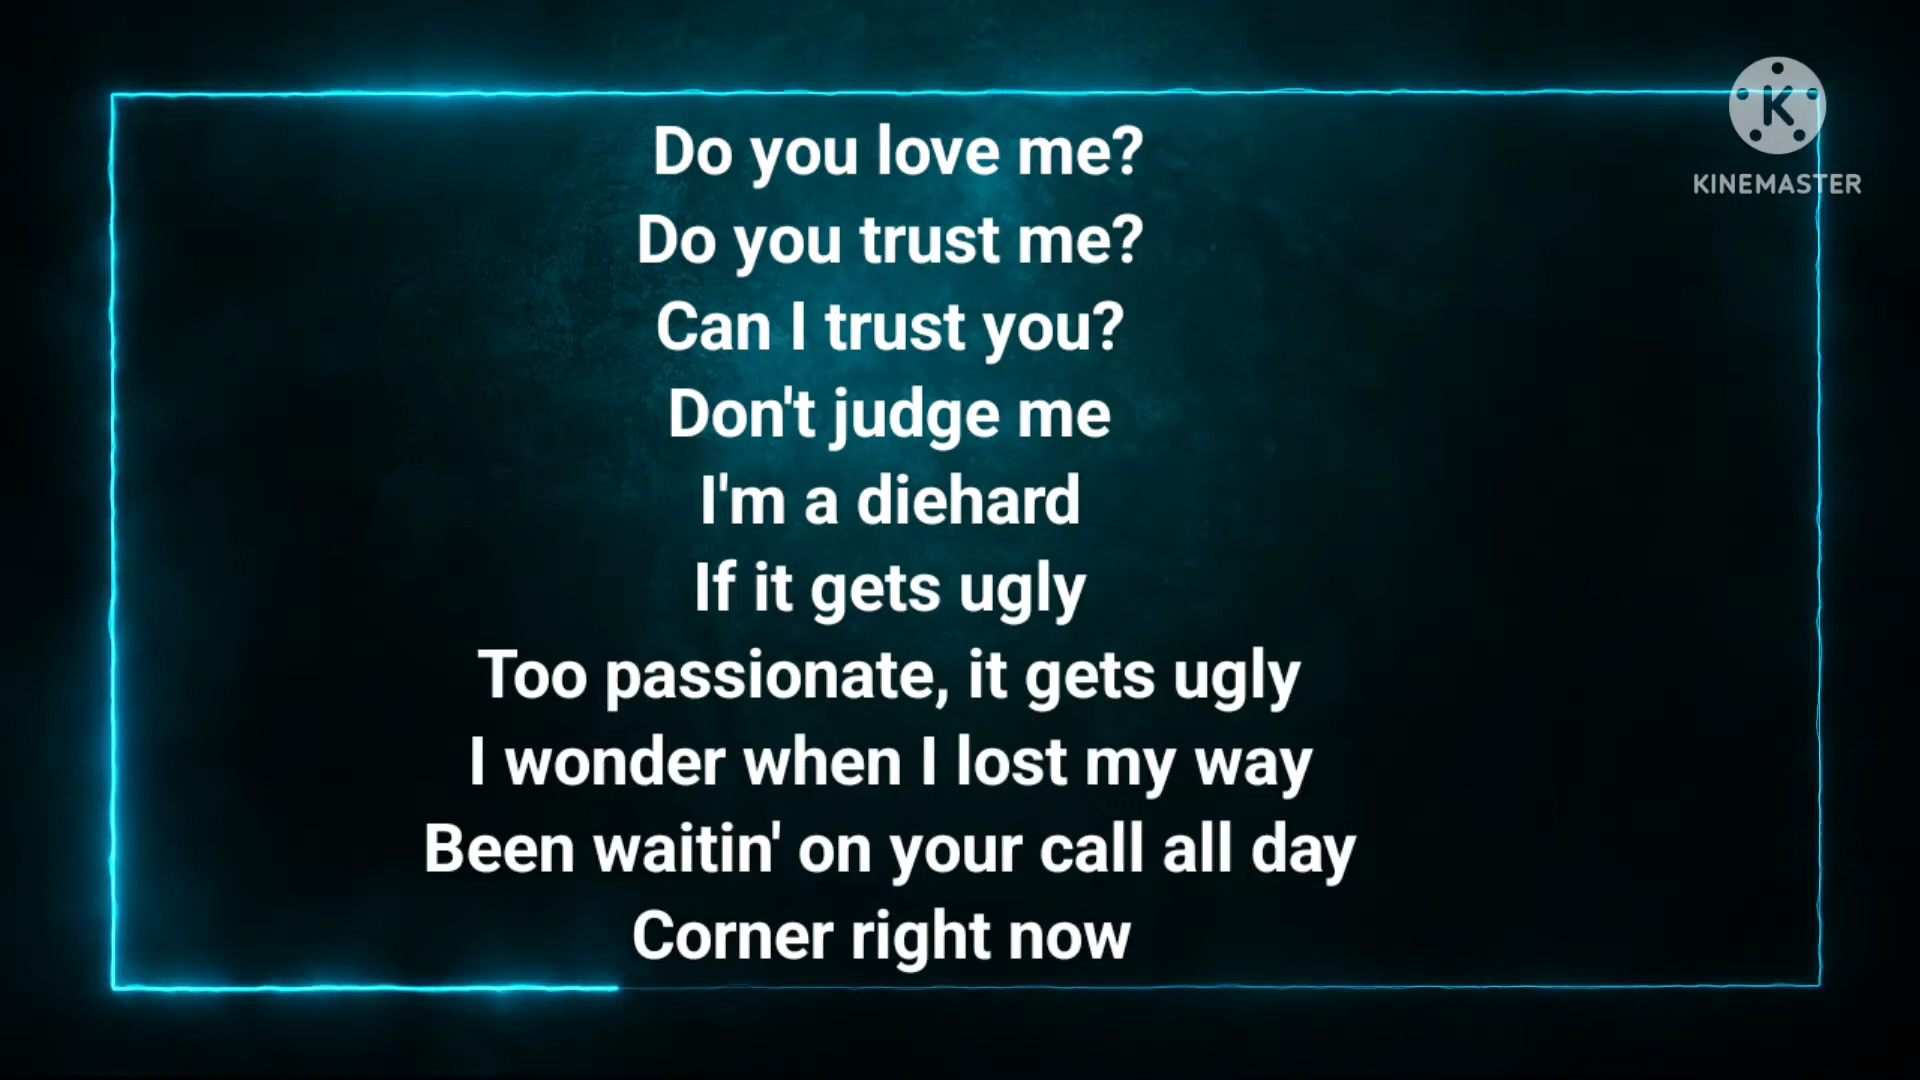 Do you love me?
Do you trust me?
Can I trust you?
Don't judge me
I'm a diehard
If it gets ugly
Too passionate, it gets ugly
I wonder when I lost my way
Been waitin' on your call all day
Corner right now
K
KINEMASTER